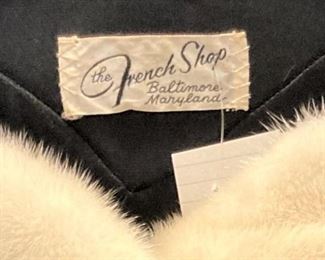 the French Shop
Baltimore
Maryland